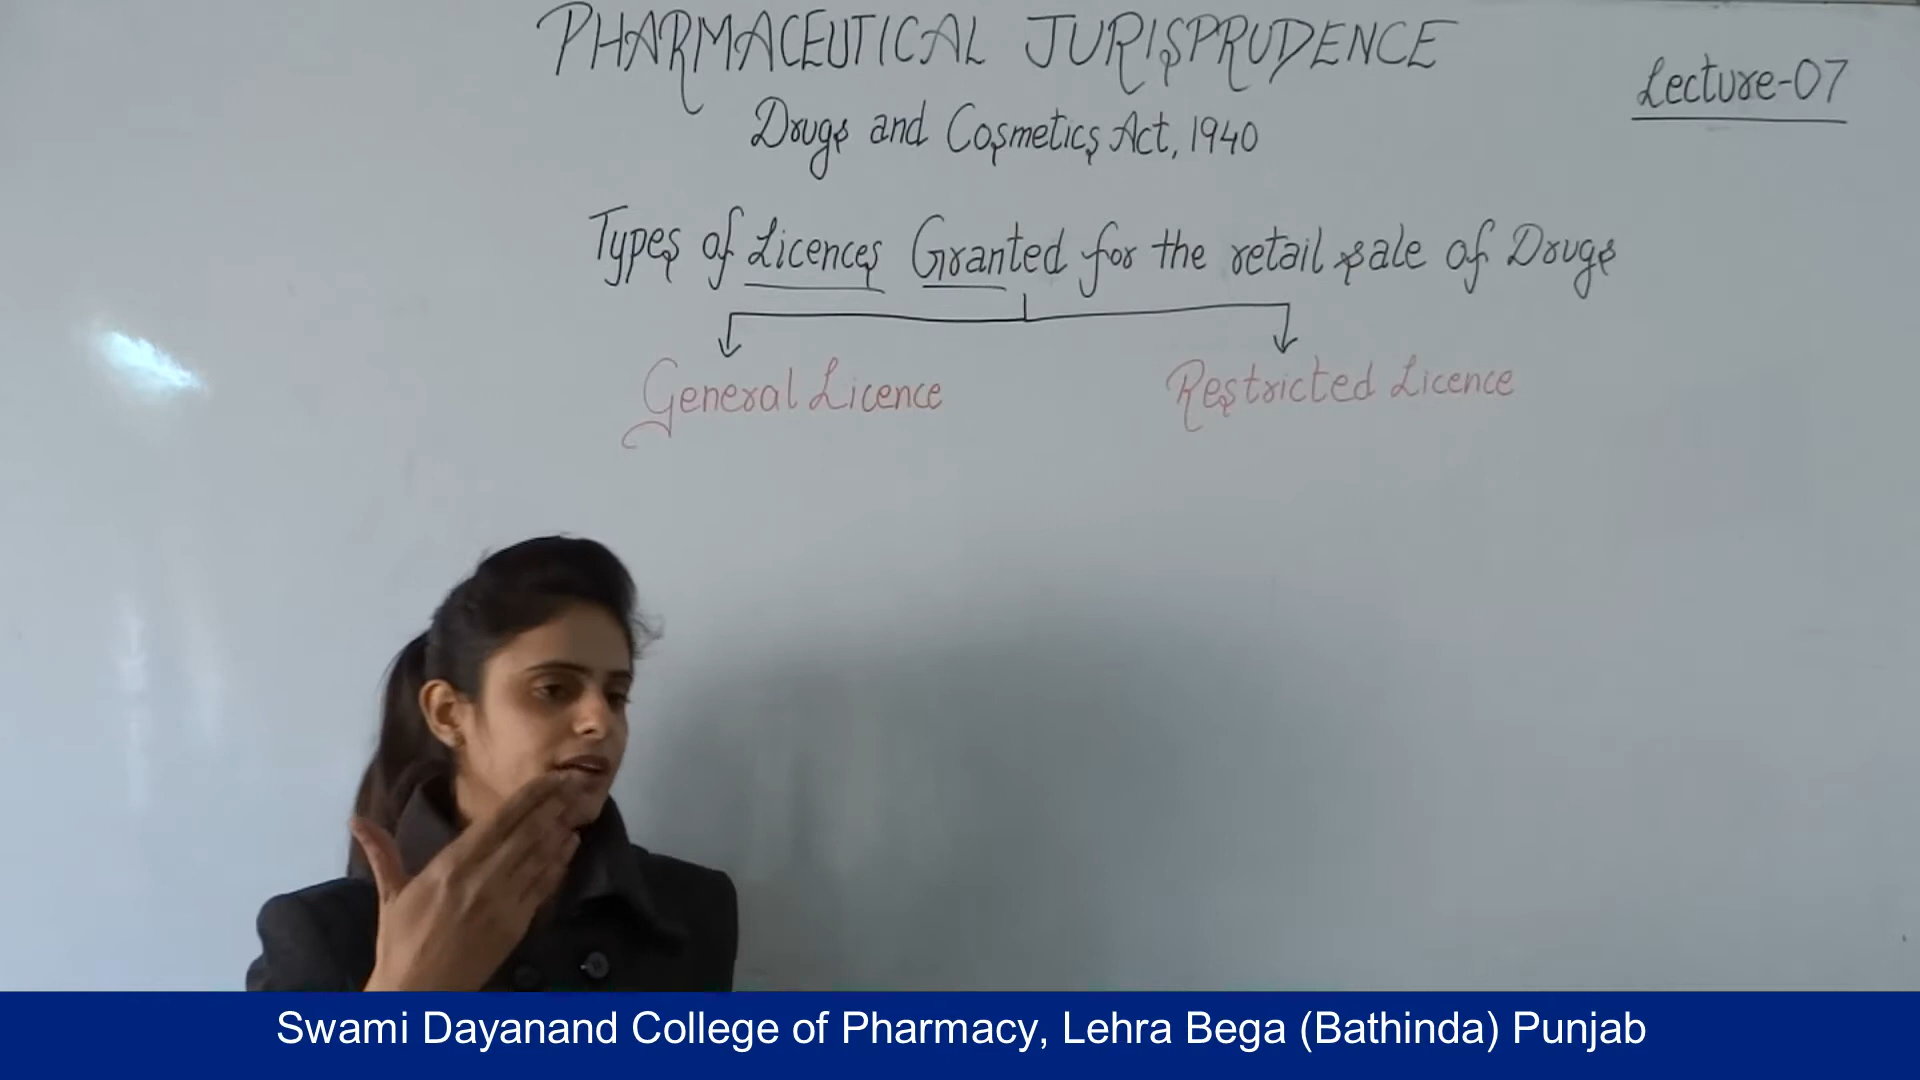 PHARMACEUTICAL JURISPRUDENCE
Lecture-07
Drugs and Cosmetics Act, 1940
Types of Licences Granted for the retail sale of Drugs
General Licence Restricted Licence
Swami Dayanand College of Pharmacy, Lehra Bega (Bathinda) Punjab